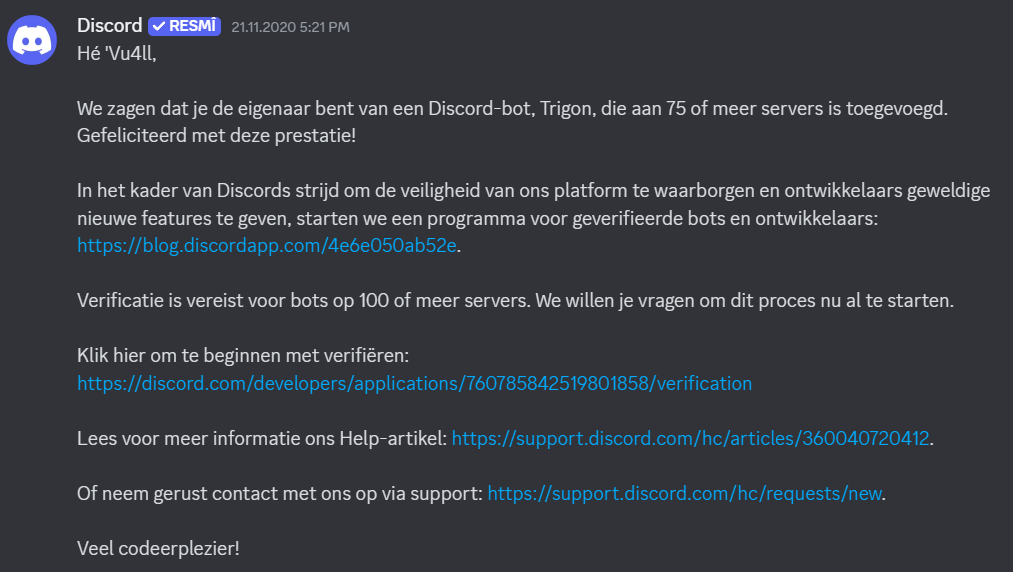 Discord ✓ RESMÎ 21.11.2020 5:21 PM
Hé 'Vu4ll,
We zagen dat je de eigenaar bent van een Discord-bot, Trigon, die aan 75 of meer servers is toegevoegd.
Gefeliciteerd met deze prestatie!
In het kader van Discords strijd om de veiligheid van ons platform te waarborgen en ontwikkelaars geweldige
nieuwe features te geven, starten we een programma voor geverifieerde bots en ontwikkelaars:
https://blog.discordapp.com/4e6e050ab52e.
Verificatie is vereist voor bots op 100 of meer servers. We willen je vragen om dit proces nu al te starten.
Klik hier om te beginnen met verifiëren:
https://discord.com/developers/applications/760785842519801858/verification
Lees voor meer informatie ons Help-artikel: https://support.discord.com/hc/articles/360040720412.
Of neem gerust contact met ons op via support: https://support.discord.com/hc/requests/new.
Veel codeerplezier!